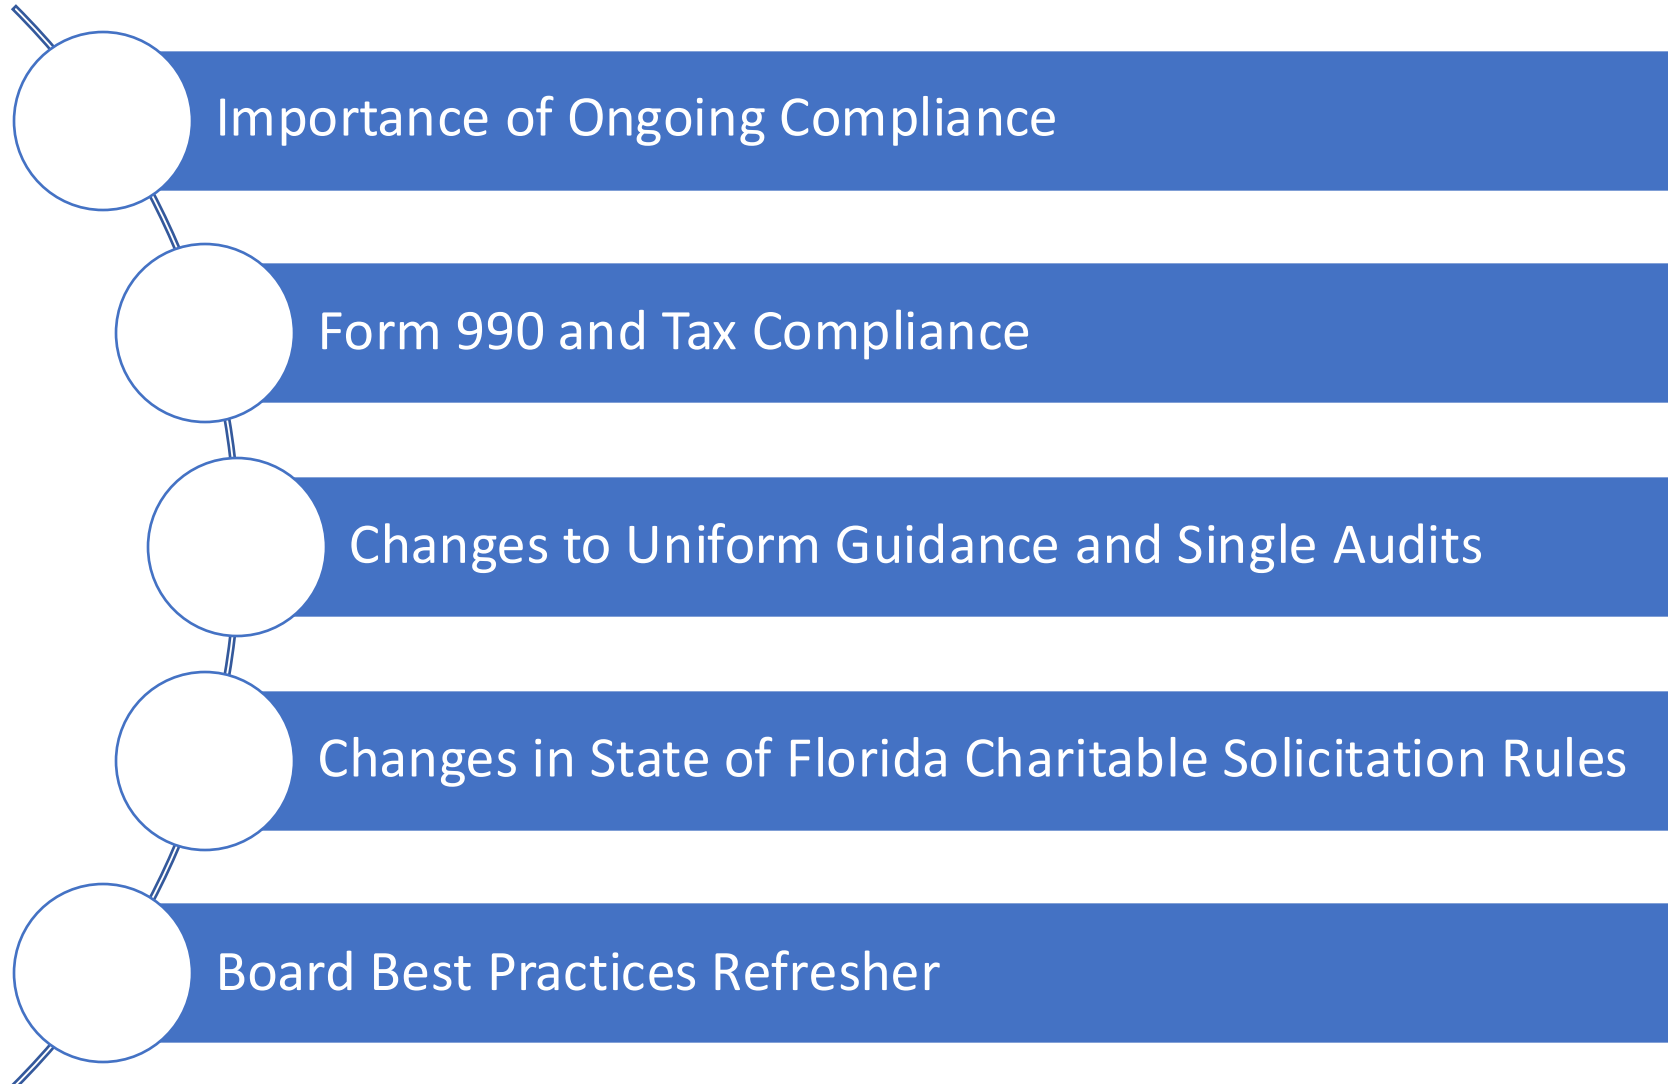 Importance of Ongoing Compliance
Form 990 and Tax Compliance
Changes to Uniform Guidance and Single Audits
Changes in State of Florida Charitable Solicitation Rules
Board Best Practices Refresher